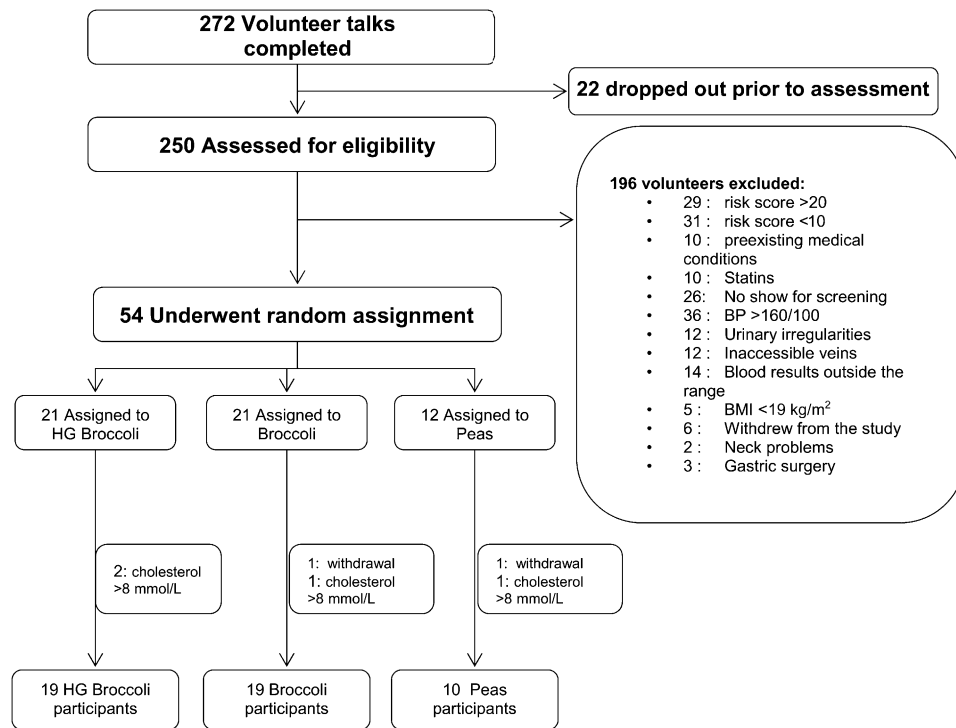 272 Volunteer talks
completed
22 dropped out prior to assessment
250 Assessed for eligibility
196 volunteers excluded:
• 29 : risk score >20
• 31 : risk score <10
• 10 : preexisting medical
conditions
• 10 : Statins
• 26: No show for screening
• 36 : BP >160/100
• 12 : Urinary irregularities
• 12 : Inaccessible veins
• 14 : Blood results outside the
range
• 5 : BMI <19 kg/m²
• 6 : Withdrew from the study
• 2 : Neck problems
• 3 : Gastric surgery
54 Underwent random assignment
21 Assigned to
HG Broccoli
21 Assigned to
Broccoli
12 Assigned to
Peas
2: cholesterol
>8 mmol/L
1: withdrawal
1: cholesterol
>8 mmol/L
1: withdrawal
1: cholesterol
>8 mmol/L
19 HG Broccoli
participants
19 Broccoli
participants
10 Peas
participants